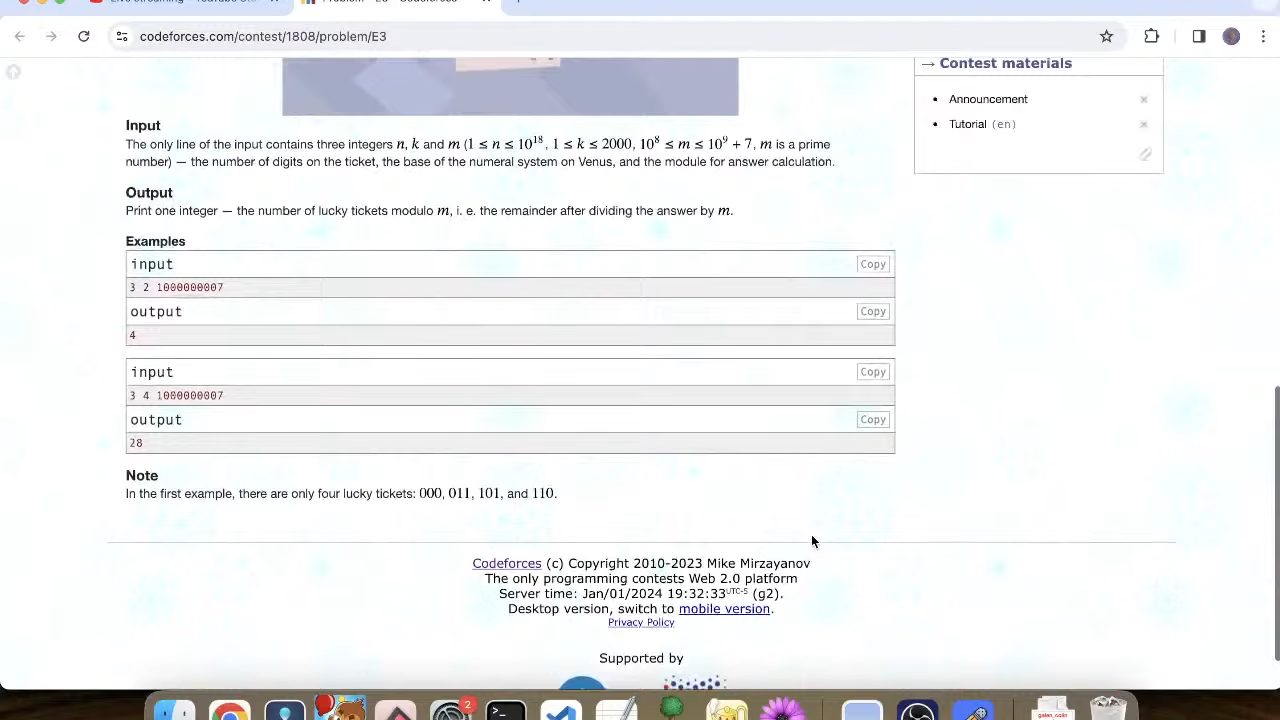 codeforces.com/contest/1808/problem/E3
→ Contest materials
Announcement
Tutorial (en)
Input
The only line of the input contains three integers n, k and m (1 ≤ n ≤ 10^18, 1 ≤ k ≤ 2000, 10^8 ≤ m ≤ 10^9 + 7, m is a prime
number) — the number of digits on the ticket, the base of the numeral system on Venus, and the module for answer calculation.
Output
Print one integer — the number of lucky tickets modulo m, i. e. the remainder after dividing the answer by m.
Examples
input
Copy
3 2 1000000007
output
Copy
4
input
Copy
3 4 1000000007
output
Copy
28
Note
In the first example, there are only four lucky tickets: 000, 011, 101, and 110.
Codeforces (c) Copyright 2010-2023 Mike Mirzayanov
The only programming contests Web 2.0 platform
Server time: Jan/01/2024 19:32:33UTC-5 (g2).
Desktop version, switch to mobile version.
Privacy Policy
Supported by
2